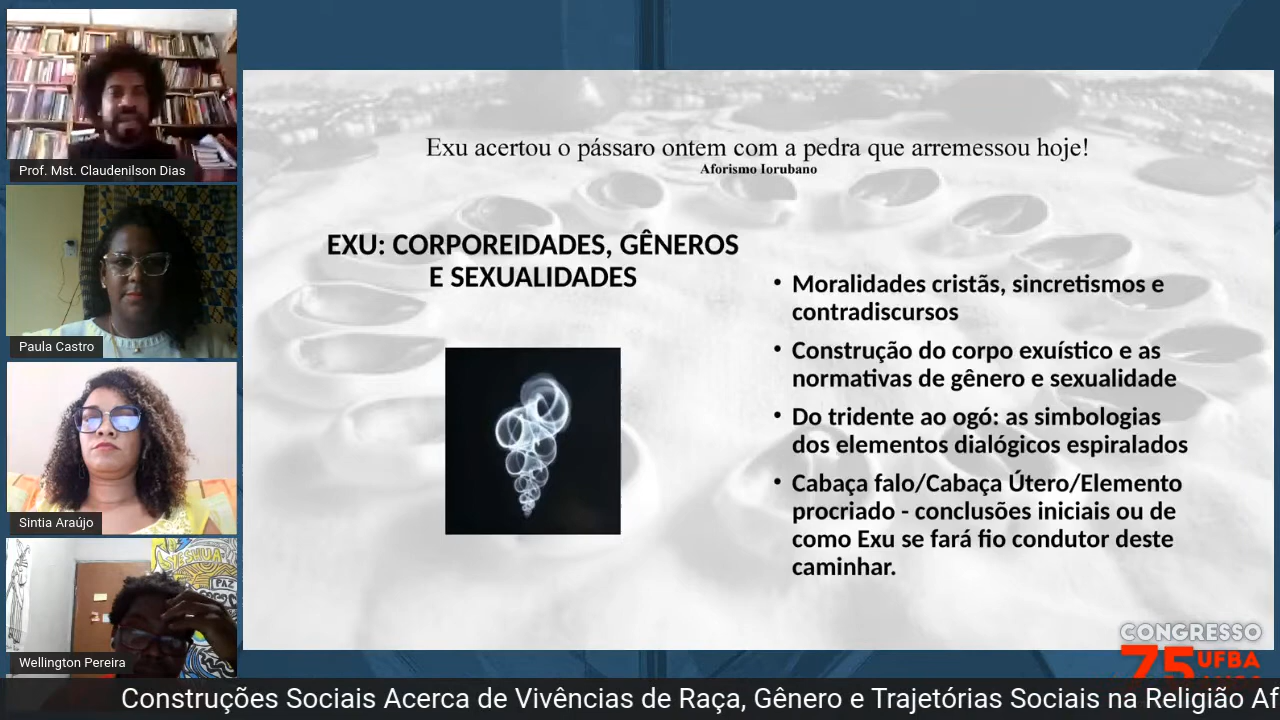 Prof. Mst. Claudenilson Dias
Paula Castro
Sintia Araújo
YESHUA
PAZ
Wellington Pereira
Exu acertou o pássaro ontem com a pedra que arremessou hoje!
Aforismo Iorubano
EXU: CORPOREIDADES, GÊNEROS
E SEXUALIDADES
• Moralidades cristãs, sincretismos e
contradiscursos
• Construção do corpo exuístico e as
normativas de gênero e sexualidade
• Do tridente ao ogó: as simbologias
dos elementos dialógicos espiralados
• Cabaça falo/Cabaça Útero/Elemento
procriado - conclusões iniciais ou de
como Exu se fará fio condutor deste
caminhar.
CONGRESSO
75 UFBA
Construções Sociais Acerca de Vivências de Raça, Gênero e Trajetórias Sociais na Religião Af